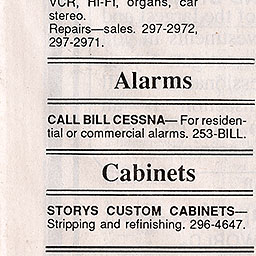 VCR, HI-FI, organs, car
stereo.
Repairs—sales. 297-2972,
297-2971.
Alarms
CALL BILL CESSNA— For residen-
tial or commercial alarms. 253-BILL.
Cabinets
STORYS CUSTOM CABINETS—
Stripping and refinishing. 296-4647.